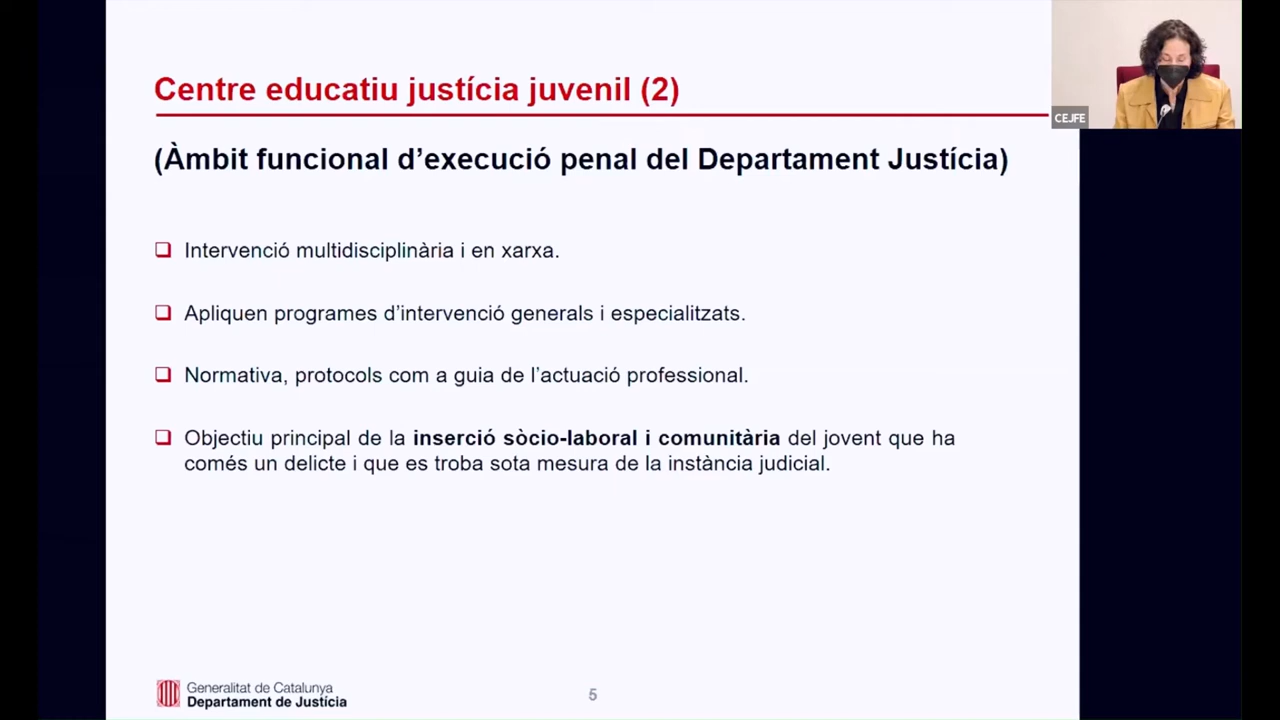 Centre educatiu justícia juvenil (2)
CEJFE
(Àmbit funcional d’execució penal del Departament Justícia)
❑ Intervenció multidisciplinària i en xarxa.
❑ Apliquen programes d’intervenció generals i especialitzats.
❑ Normativa, protocols com a guia de l’actuació professional.
❑ Objectiu principal de la inserció sòcio-laboral i comunitària del jovent que ha
comés un delicte i que es troba sota mesura de la instància judicial.
Generalitat de Catalunya
Departament de Justícia
5